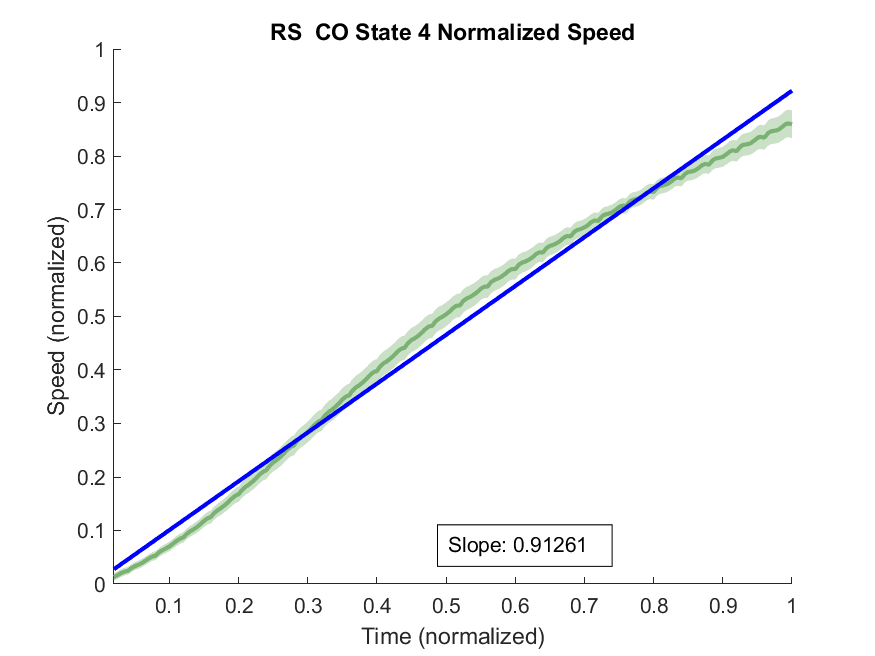 RS  CO State 4 Normalized Speed
1
0.9
0.8
0.7
0.6
0.5
0.4
0.3
0.2
0.1
0
Speed (normalized)
Slope: 0.91261
0.1 0.2 0.3 0.4 0.5 0.6 0.7 0.8 0.9 1
Time (normalized)